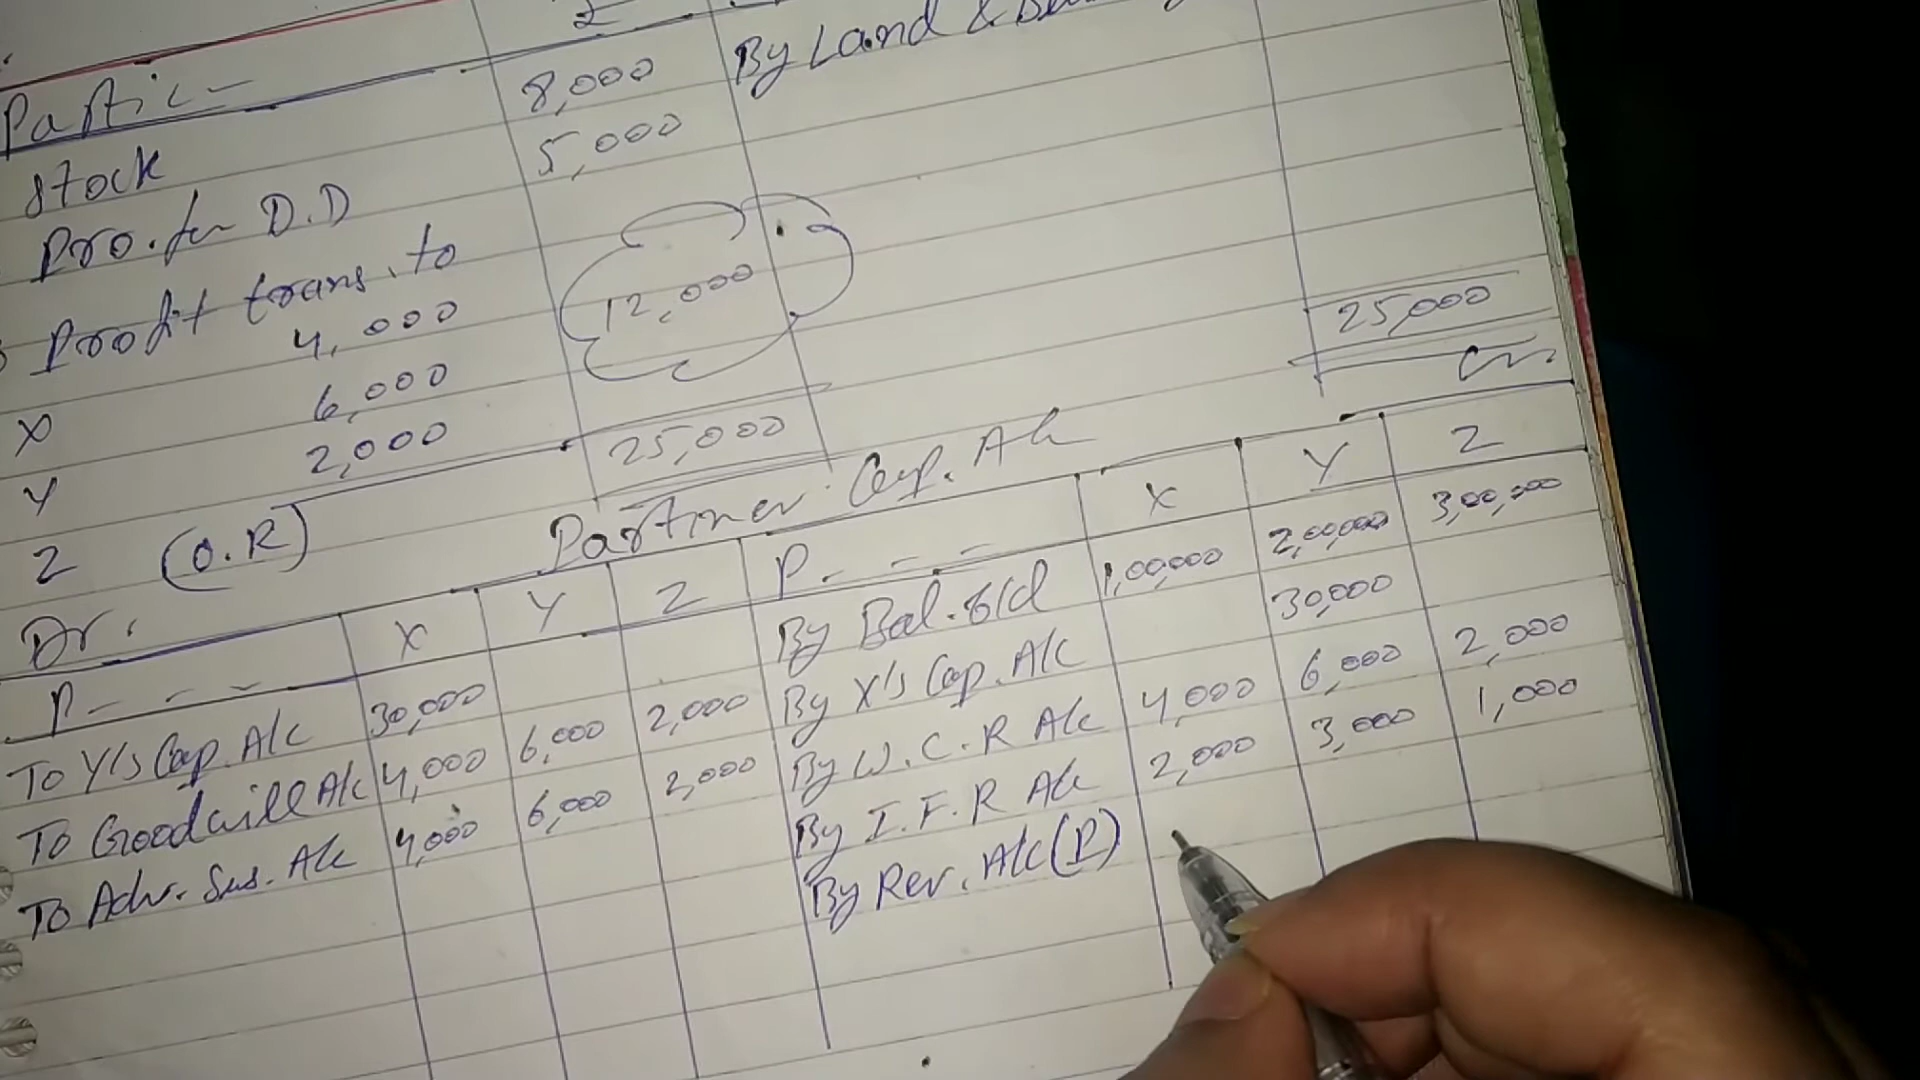 Partic - 2
Stock 8,000 By Land &
Pro. for D.D 5,000
Profit trans. to 12,000
X 4,000
Y 6,000 25,000
Z 2,000 25,000
(O.R)
Partiner Cap. A/c
Dr. Cr.
P- - - X Y Z P. - - X Y Z
To Y's Cap. A/c 30,000 By Bal. b/d 1,00,000 2,00,000 3,00,000
To Goodwill A/c 4,000 6,000 2,000 By X's Cap. A/c 30,000
To Adv. Sus. A/c 4,000 6,000 2,000 By W.C.R A/c 4,000 6,000 2,000
By I.F.R A/c 2,000 3,000 1,000
By Rev. A/c (P)